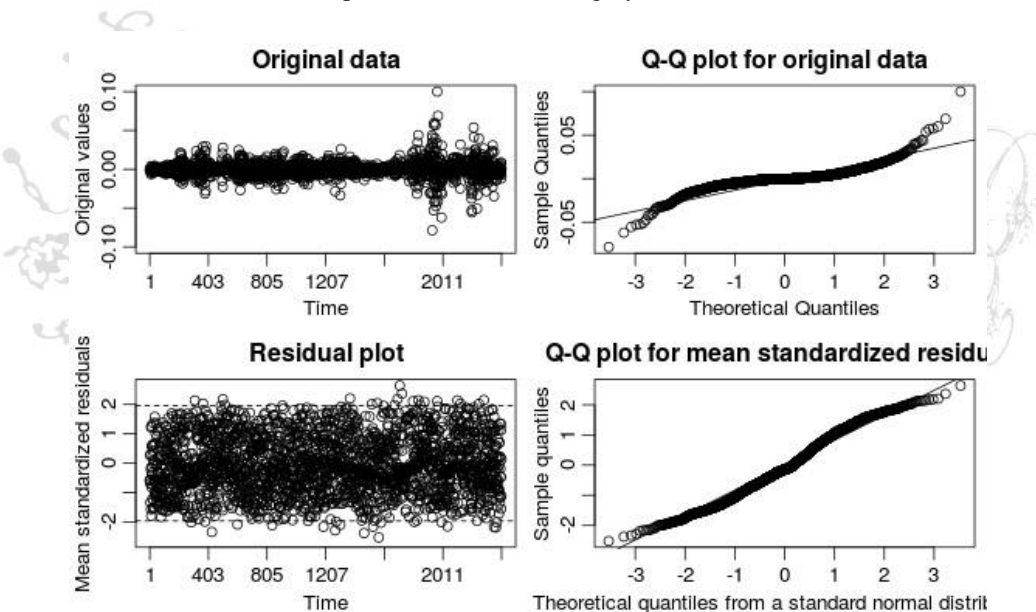 Original data
Original values
0.10
0.00
-0.10
1 403 805 1207 2011
Time
Q-Q plot for original data
Sample Quantiles
0.05
-0.05
-3 -2 -1 0 1 2 3
Theoretical Quantiles
Residual plot
Mean standardized residuals
2
0
-2
1 403 805 1207 2011
Time
Q-Q plot for mean standardized residu
Sample quantiles
2
1
0
-2
-3 -2 -1 0 1 2 3
Theoretical quantiles from a standard normal distrib